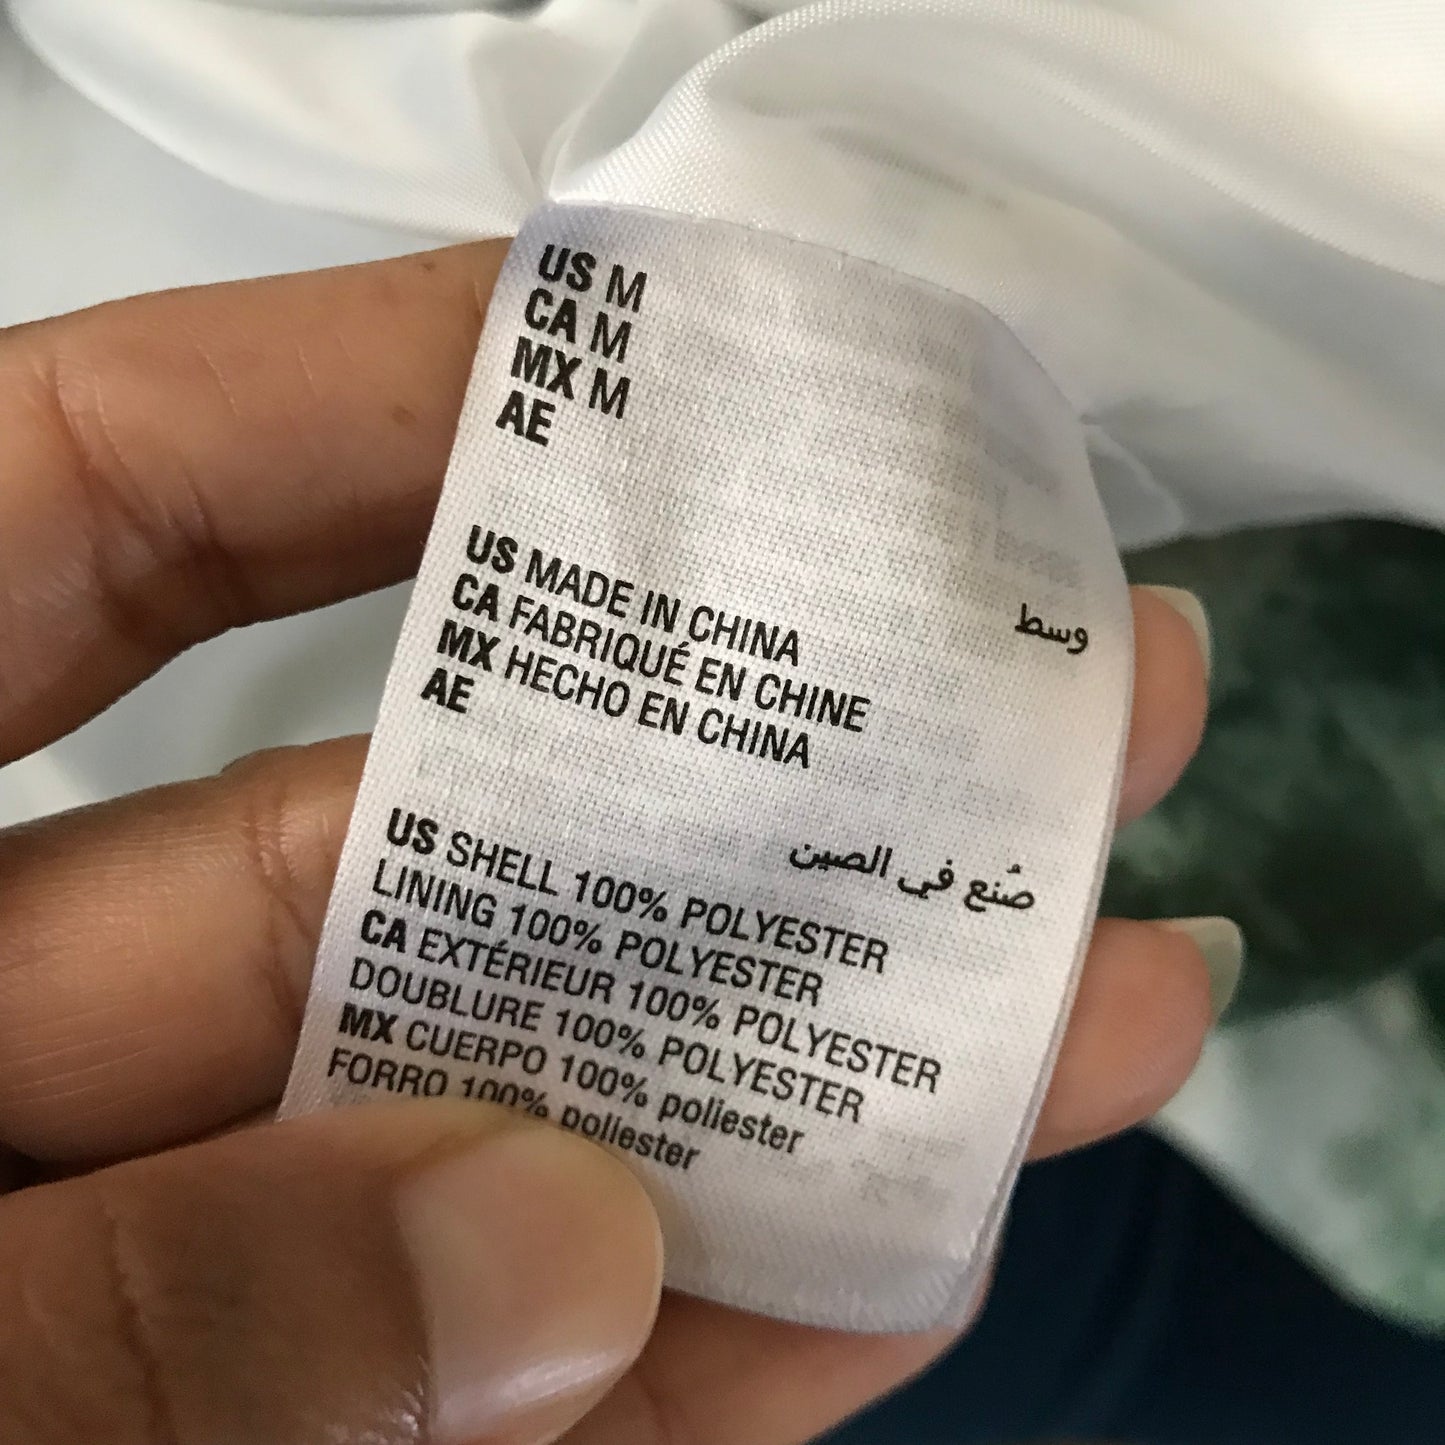 US M
CA M
MX M
AE
وسط
US MADE IN CHINA
CA FABRIQUÉ EN CHINE
MX HECHO EN CHINA
AE
صُنع في الصين
US SHELL 100% POLYESTER
LINING 100% POLYESTER
CA EXTÉRIEUR 100% POLYESTER
DOUBLURE 100% POLYESTER
MX CUERPO 100% poliester
FORRO 100% poliester